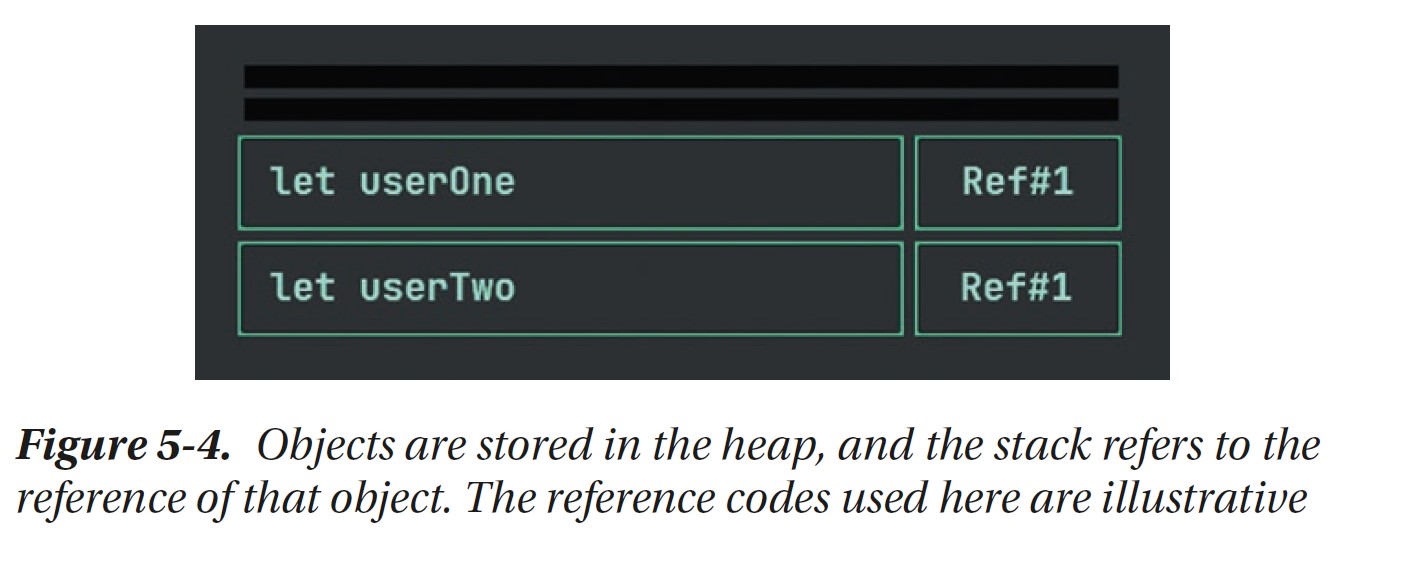 let userOne Ref#1
let userTwo Ref#1
Figure 5-4. Objects are stored in the heap, and the stack refers to the
reference of that object. The reference codes used here are illustrative